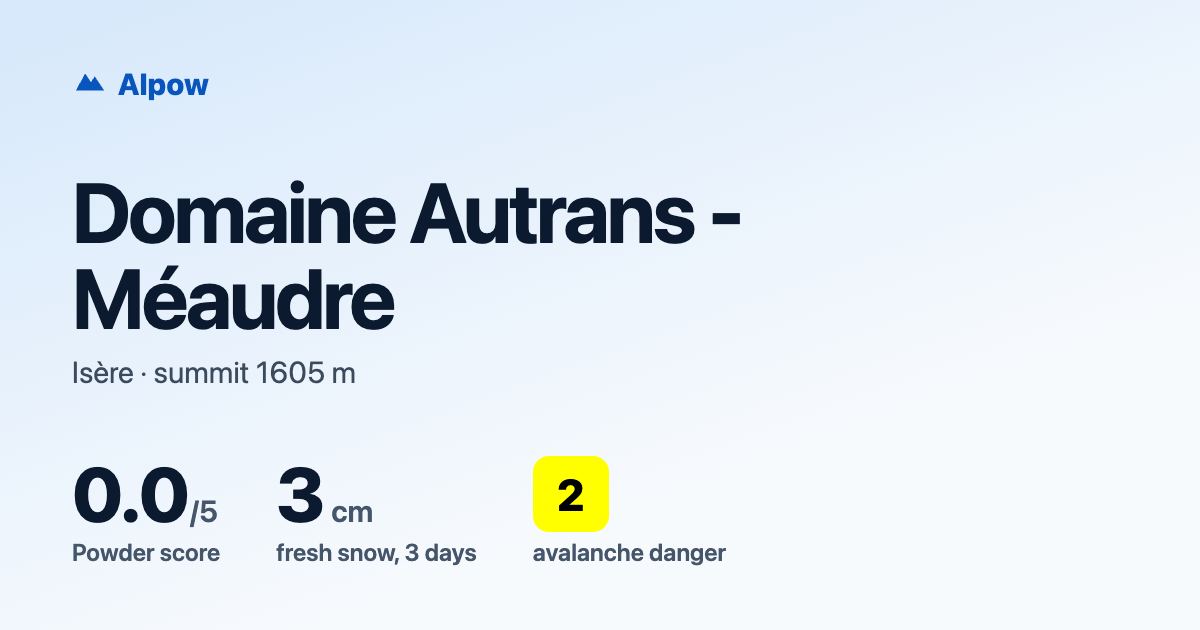 Alpow
Domaine Autrans -
Méaudre
Isère · summit 1605 m
0.0/5 3 cm 2
Powder score fresh snow, 3 days avalanche danger